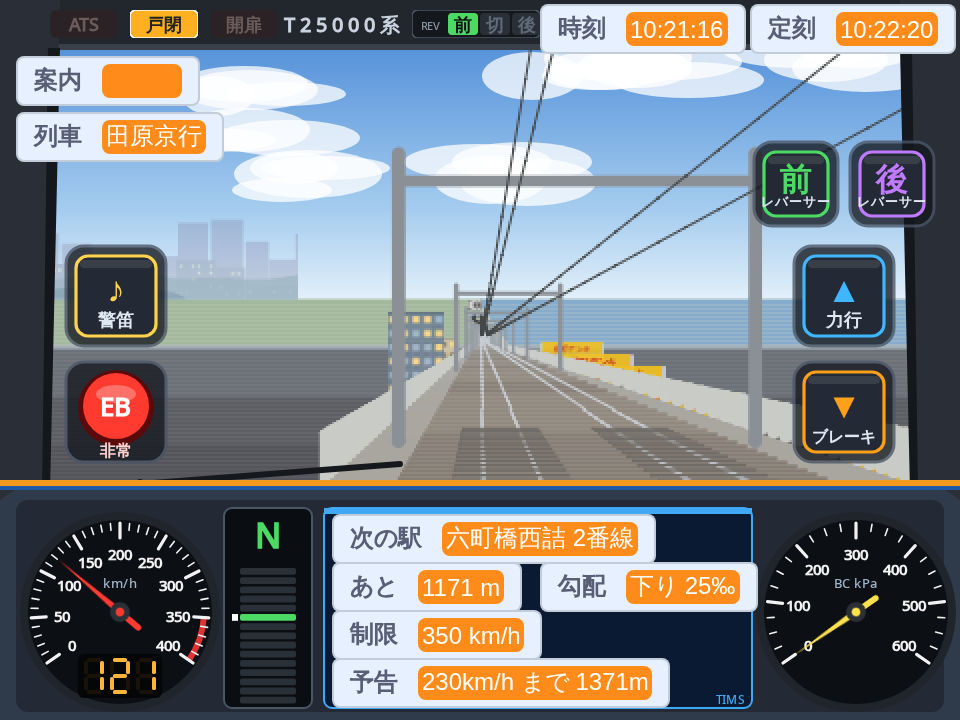 ATS 戸閉 開扉 T25000系 REV 前 切 後
時刻 10:21:16 定刻 10:22:20
案内
列車 田原京行
前 レバーサー
後 レバーサー
♪ 警笛
▲ 力行
EB 非常
▼ ブレーキ
次の駅 六町橋西詰 2番線
あと 1171 m 勾配 下り 25‰
制限 350 km/h
予告 230km/h まで 1371m
TIMS
0 50 100 150 200 250 300 350 400
km/h
121
N
0 100 200 300 400 500 600
BC kPa